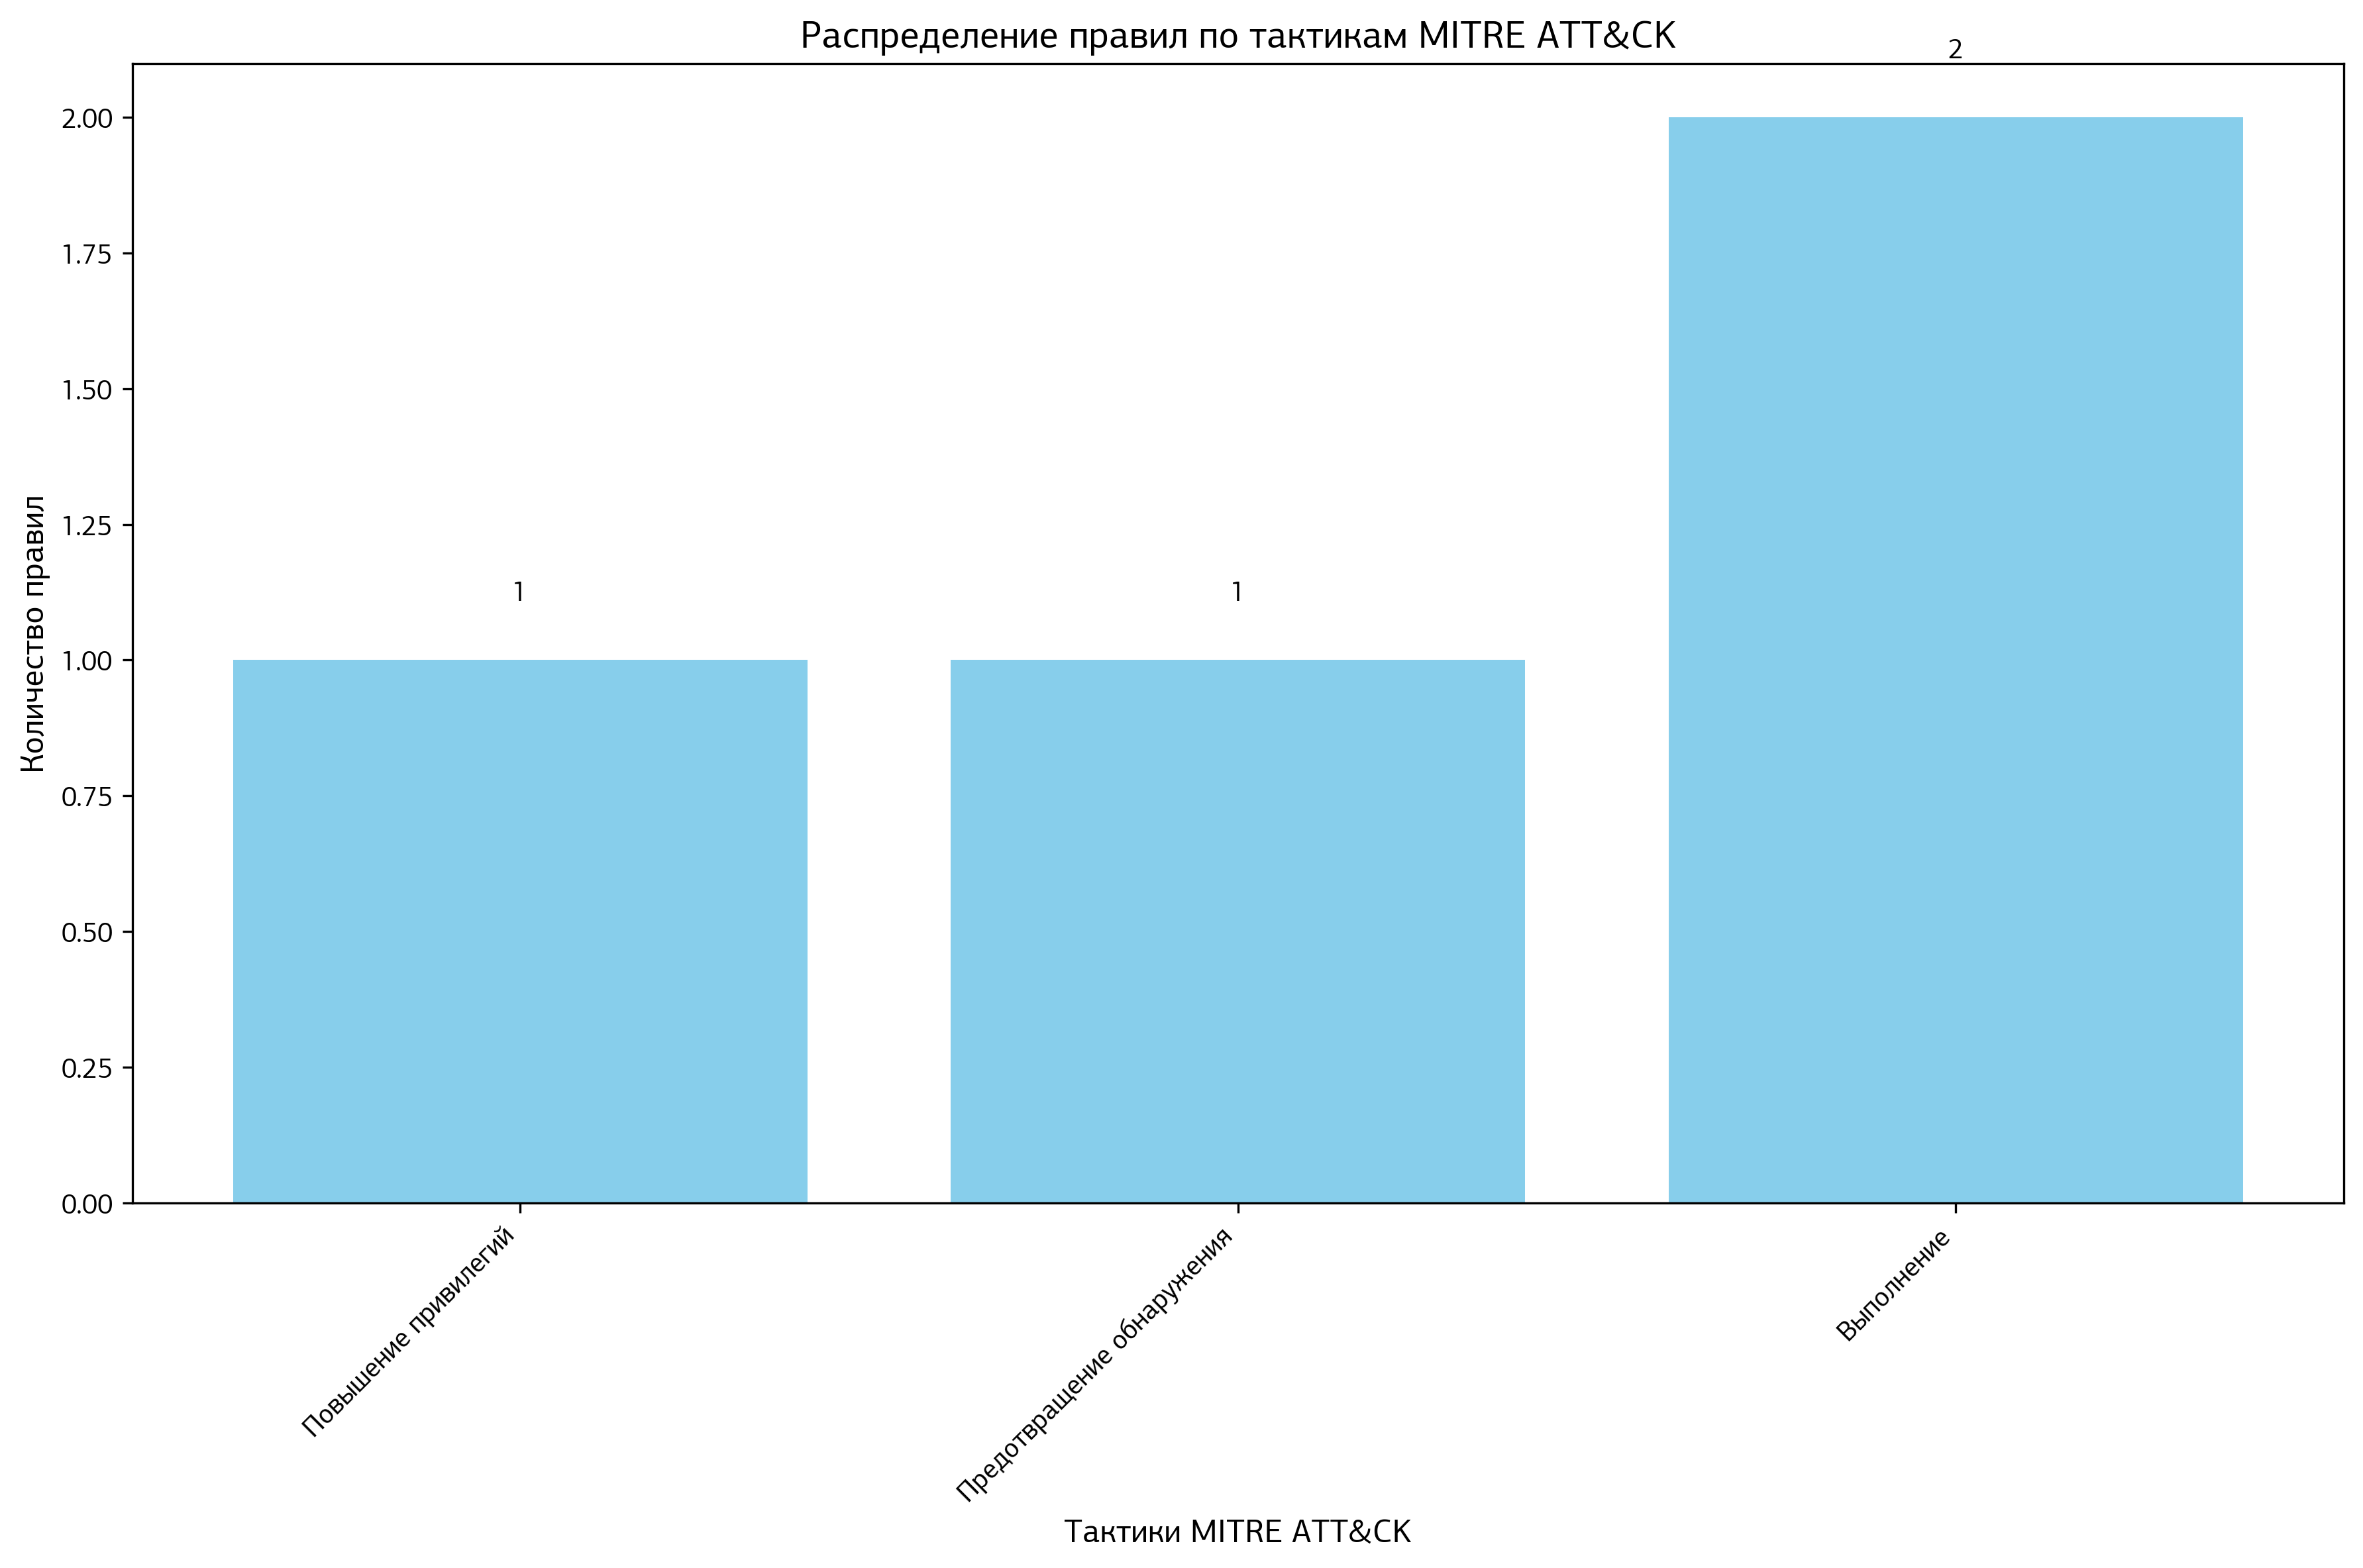 Распределение правил по тактикам MITRE ATT&CK
2
2.00
1.75
1.50
1.25
1 1
1.00
0.75
0.50
0.25
0.00
Количество правил
Повышение привилегий
Предотвращение обнаружения
Выполнение
Тактики MITRE ATT&CK